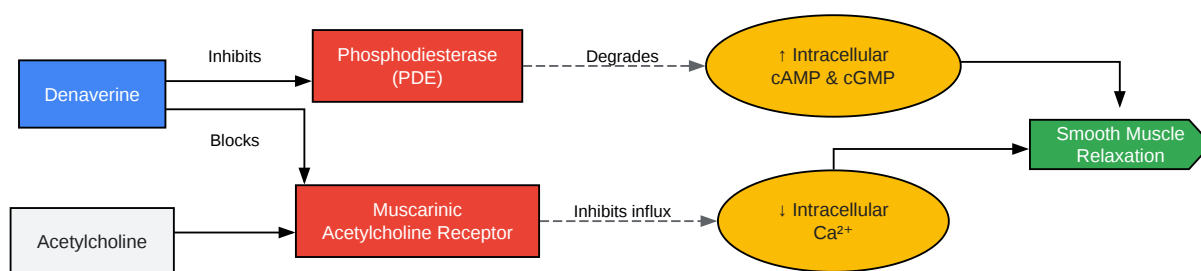 Denaverine
Inhibits
Blocks
Phosphodiesterase
(PDE)
Degrades
↑ Intracellular
cAMP & cGMP
Smooth Muscle
Relaxation
Acetylcholine
Muscarinic
Acetylcholine Receptor
Inhibits influx
↓ Intracellular
Ca²⁺